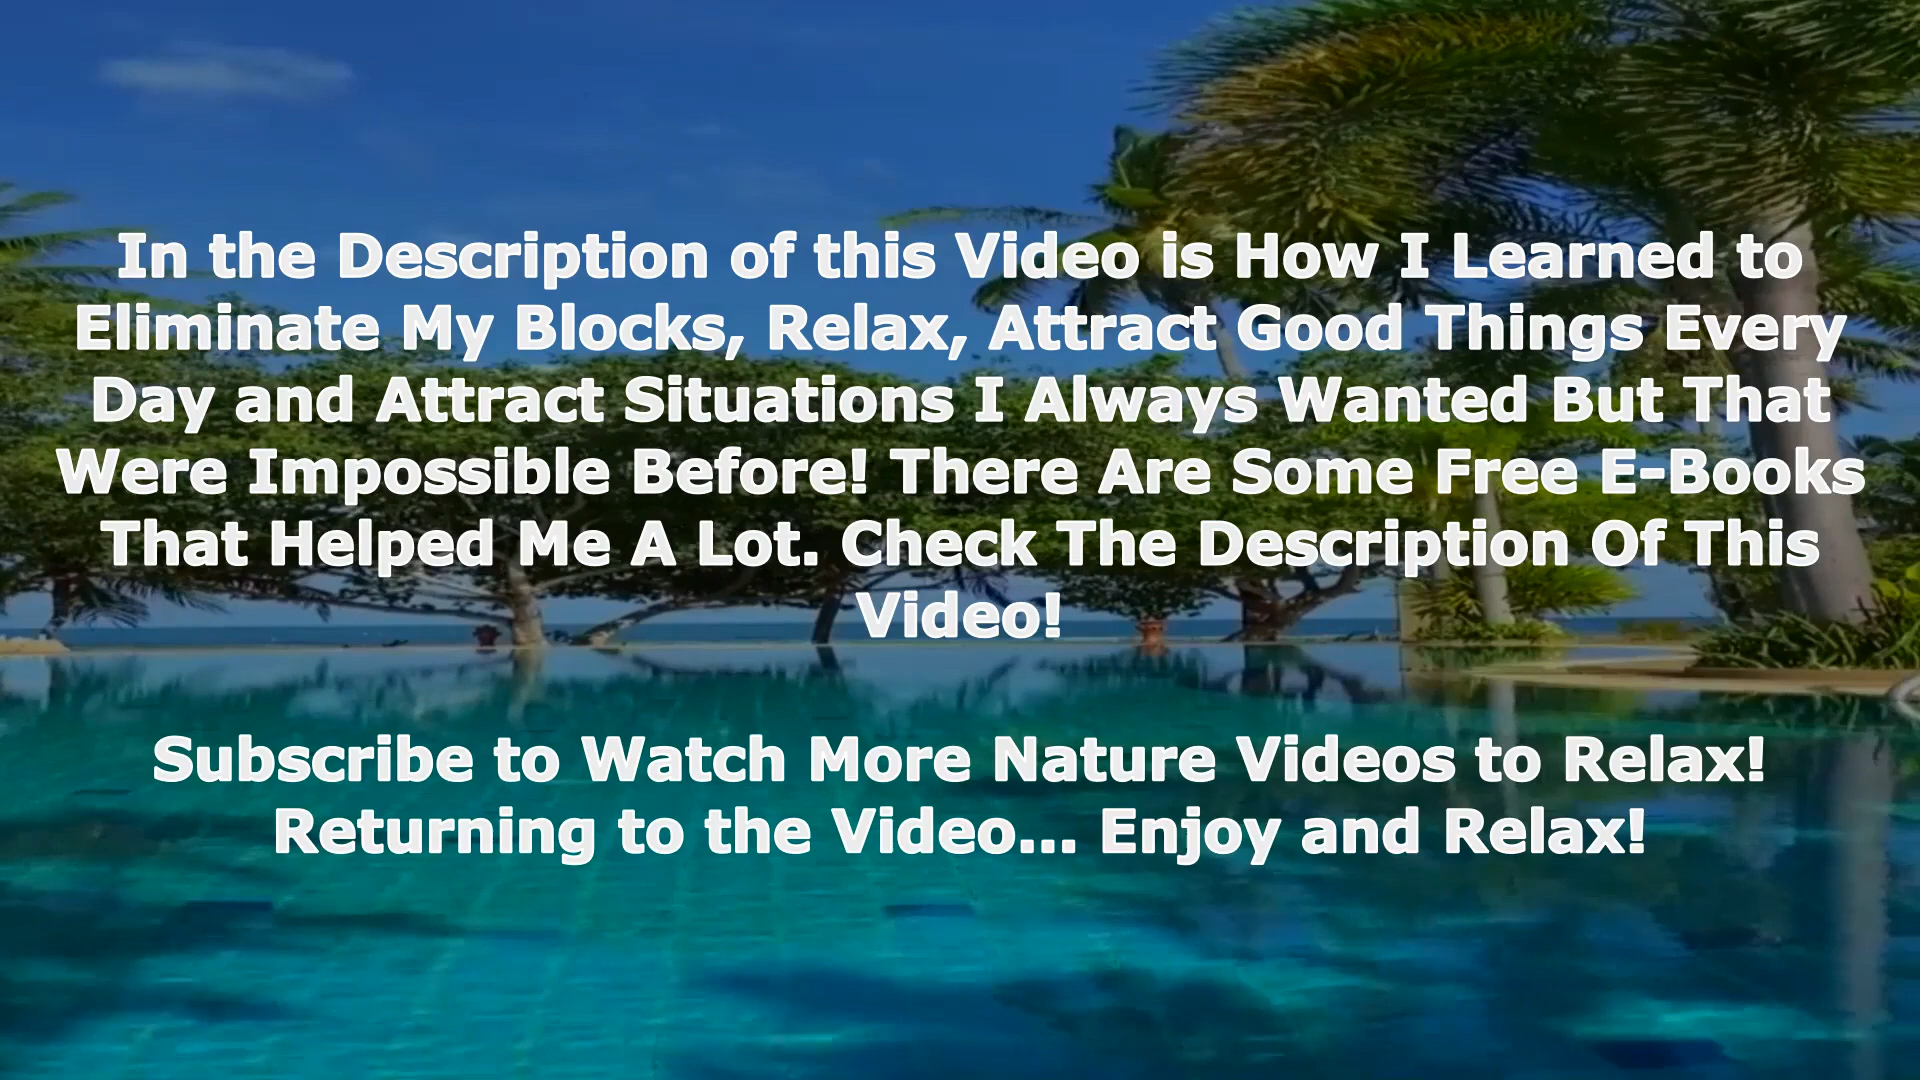 In the Description of this Video is How I Learned to
Eliminate My Blocks, Relax, Attract Good Things Every
Day and Attract Situations I Always Wanted But That
Were Impossible Before! There Are Some Free E-Books
That Helped Me A Lot. Check The Description Of This
Video!
Subscribe to Watch More Nature Videos to Relax!
Returning to the Video... Enjoy and Relax!